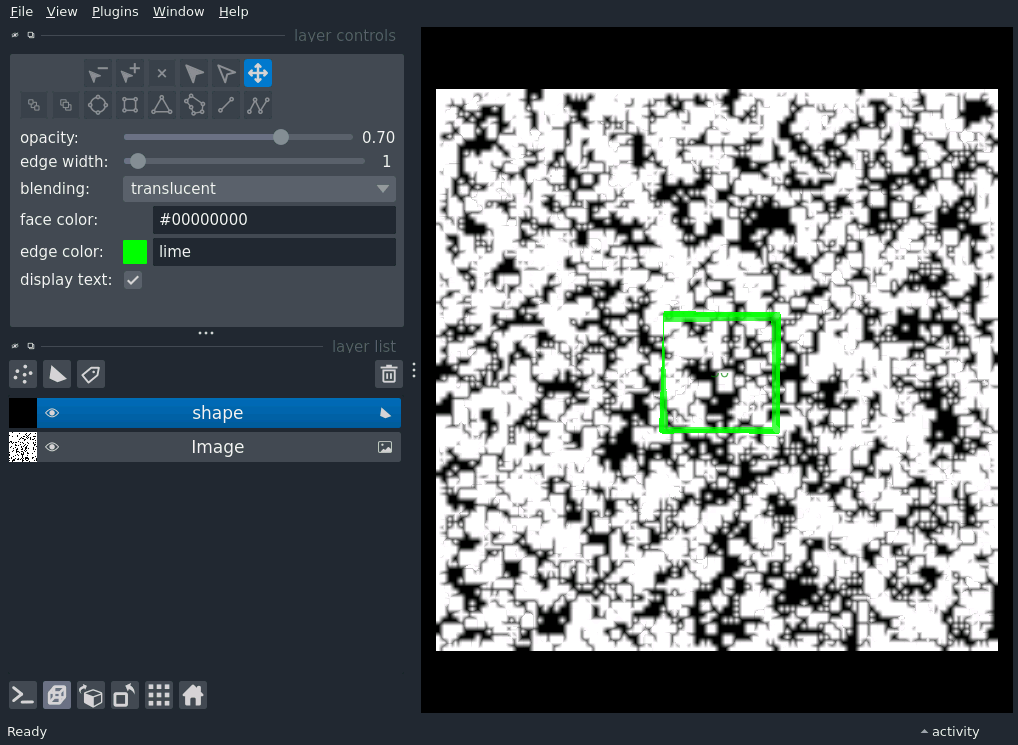 File View Plugins Window Help
layer controls
opacity: 0.70
edge width: 1
blending: translucent
face color: #00000000
edge color: lime
display text:
layer list
shape
Image
Ready
activity